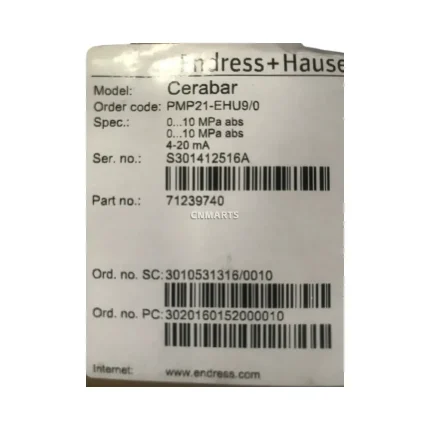 Endress+Hause
Model: Cerabar
Order code: PMP21-EHU9/0
Spec.: 0...10 MPa abs
0...10 MPa abs
4-20 mA
Ser. no.: S301412516A
Part no.: 71239740
CNMARTS
Ord. no. SC: 3010531316/0010
Ord. no. PC: 3020160152000010
Internet: www.endress.com